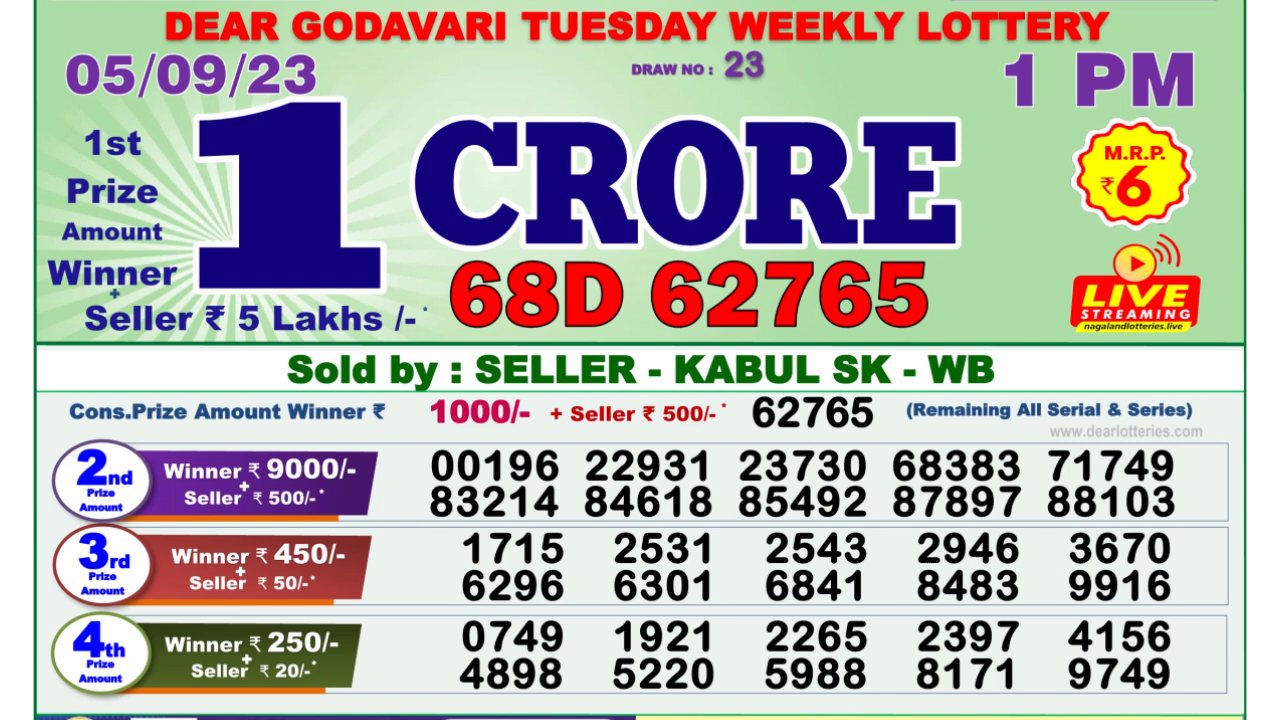 DEAR GODAVARI TUESDAY WEEKLY LOTTERY
05/09/23
DRAW NO : 23
1 PM
1st
Prize
Amount
Winner
+
Seller ₹ 5 Lakhs /-*
1 CRORE
68D 62765
M.R.P.
₹6
LIVE
STREAMING
nagalandlotteries.live
Sold by : SELLER - KABUL SK - WB
Cons.Prize Amount Winner ₹ 1000/- + Seller ₹ 500/-* 62765 (Remaining All Serial & Series)
www.dearlotteries.com
2nd
Prize
Amount
Winner ₹ 9000/-
+
Seller ₹ 500/-*
00196 22931 23730 68383 71749
83214 84618 85492 87897 88103
3rd
Prize
Amount
Winner ₹ 450/-
+
Seller ₹ 50/-*
1715 2531 2543 2946 3670
6296 6301 6841 8483 9916
4th
Prize
Amount
Winner ₹ 250/-
+
Seller ₹ 20/-*
0749 1921 2265 2397 4156
4898 5220 5988 8171 9749